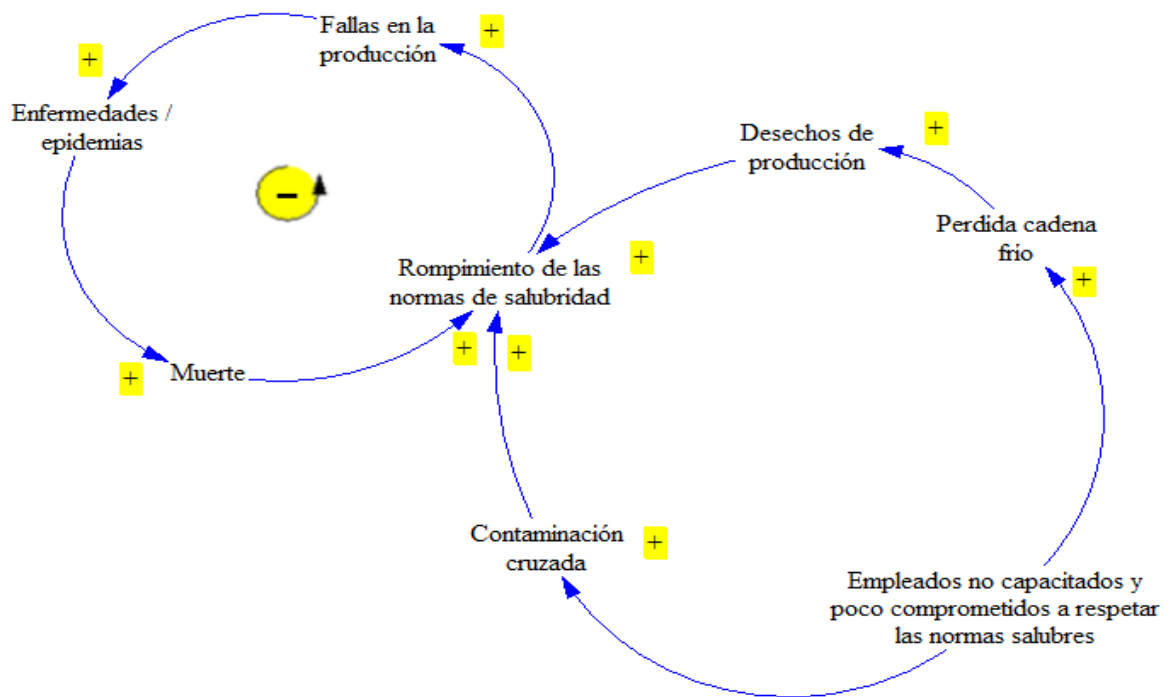 Fallas en la
producción
+
+
Enfermedades /
epidemias
–
Desechos de
producción
+
Perdida cadena
frio
+
Rompimiento de las
normas de salubridad
+
+
+
Muerte
+
Contaminación
cruzada
+
Empleados no capacitados y
poco comprometidos a respetar
las normas salubres